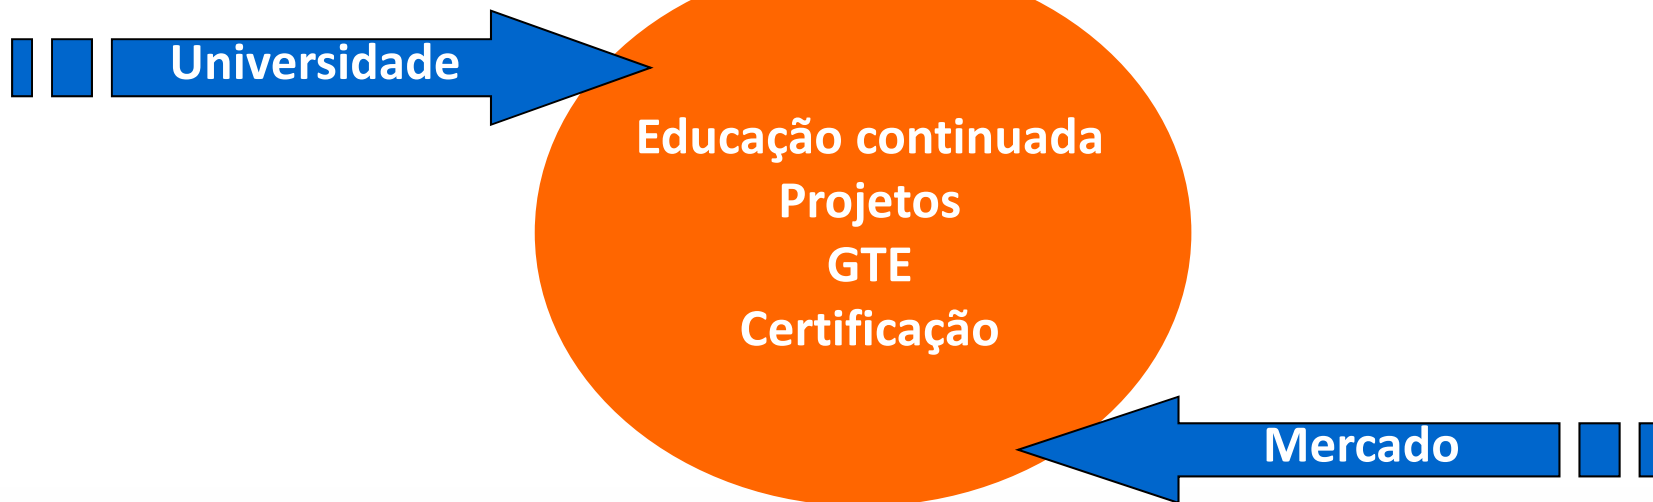 Universidade
Educação continuada
Projetos
GTE
Certificação
Mercado